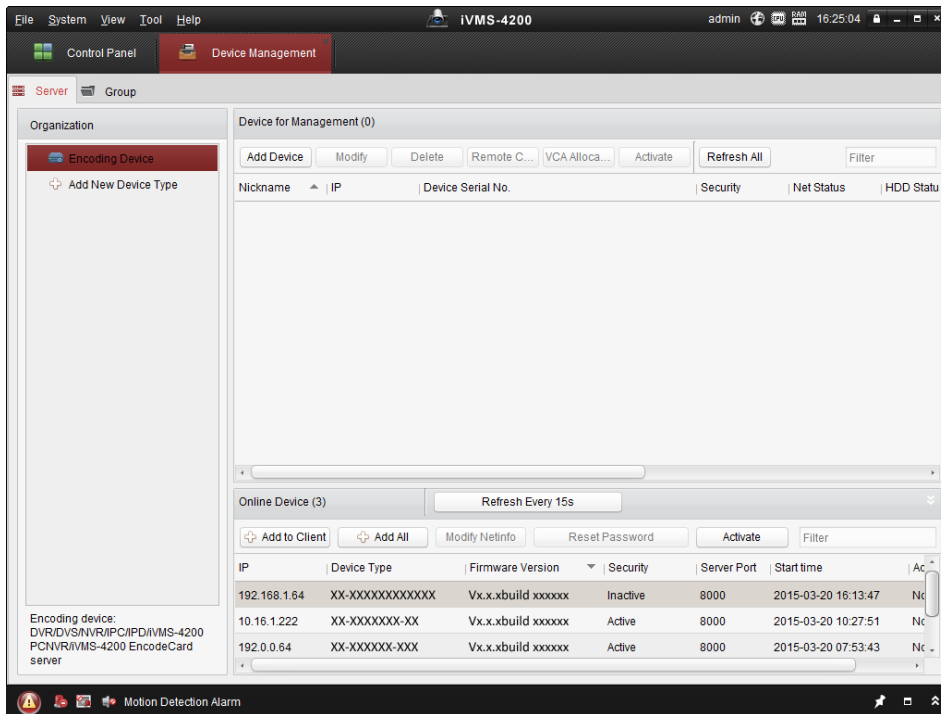 File System View Tool Help iVMS-4200 admin CPU RAM 16:25:04
Control Panel Device Management
Server Group
Organization
Encoding Device
Add New Device Type
Encoding device:
DVR/DVS/NVR/IPC/IPD/iVMS-4200
PCNVR/iVMS-4200 EncodeCard
server
Device for Management (0)
Add Device Modify Delete Remote C... VCA Alloca... Activate Refresh All Filter
Nickname IP Device Serial No. Security Net Status HDD Statu
Online Device (3) Refresh Every 15s
Add to Client Add All Modify Netinfo Reset Password Activate Filter
IP Device Type Firmware Version Security Server Port Start time Ac
192.168.1.64 XX-XXXXXXXXXXXX Vx.x.xbuild xxxxxx Inactive 8000 2015-03-20 16:13:47 No
10.16.1.222 XX-XXXXXXX-XX Vx.x.xbuild xxxxxx Active 8000 2015-03-20 10:27:51 No
192.0.0.64 XX-XXXXXX-XXX Vx.x.xbuild xxxxxx Active 8000 2015-03-20 07:53:43 No
Motion Detection Alarm